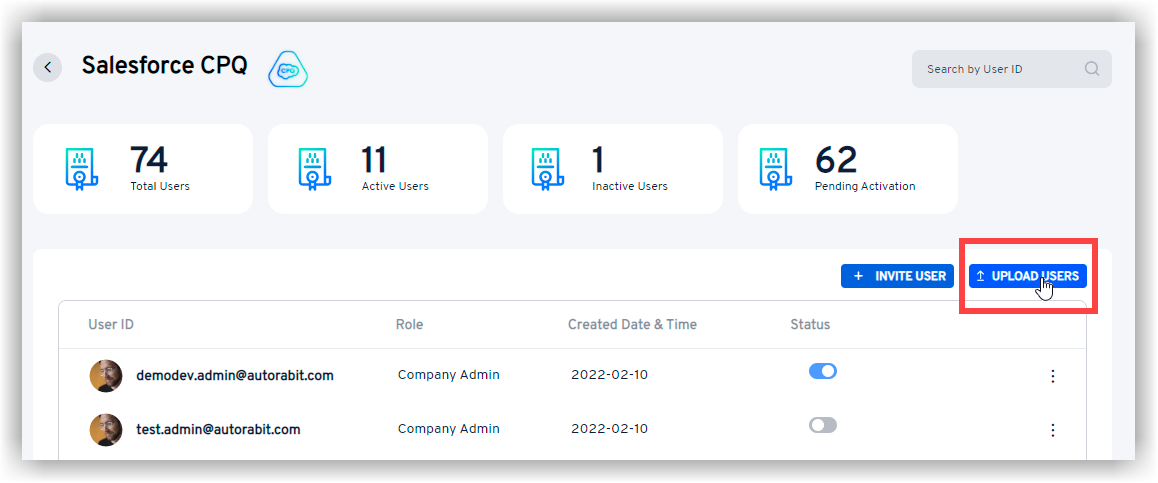 Salesforce CPQ
CPQ
Search by User ID
74
Total Users
11
Active Users
1
Inactive Users
62
Pending Activation
+ INVITE USER
UPLOAD USERS
User ID Role Created Date & Time Status
demodev.admin@autorabit.com Company Admin 2022-02-10
test.admin@autorabit.com Company Admin 2022-02-10